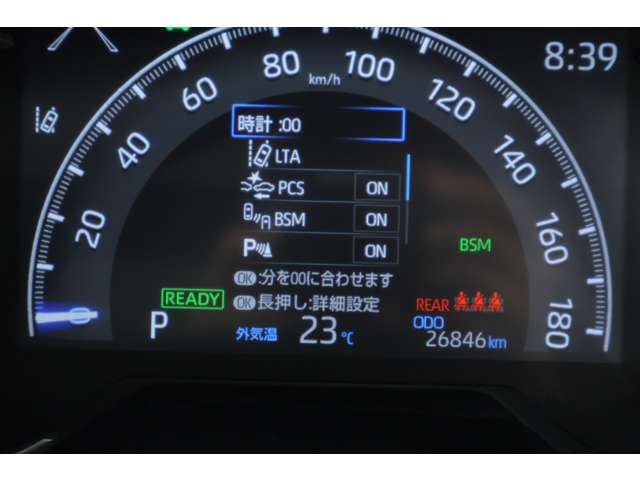 8:39
0
20
40
60
80
100
120
140
160
180
km/h
時計 :00
LTA
PCS ON
BSM ON
P ON
OK :分を00に合わせます
OK 長押し:詳細設定
BSM
READY
P
外気温 23℃
REAR
ODO
26846 km